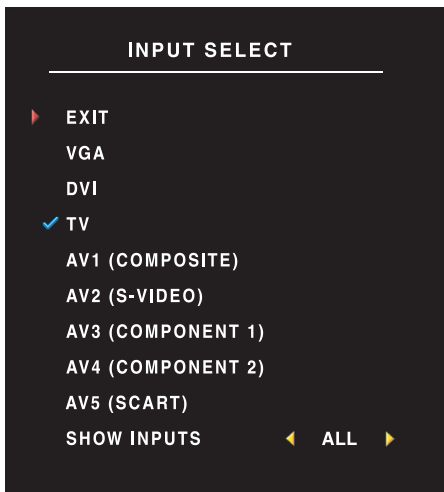 INPUT SELECT
EXIT
VGA
DVI
TV
AV1 (COMPOSITE)
AV2 (S-VIDEO)
AV3 (COMPONENT 1)
AV4 (COMPONENT 2)
AV5 (SCART)
SHOW INPUTS ALL